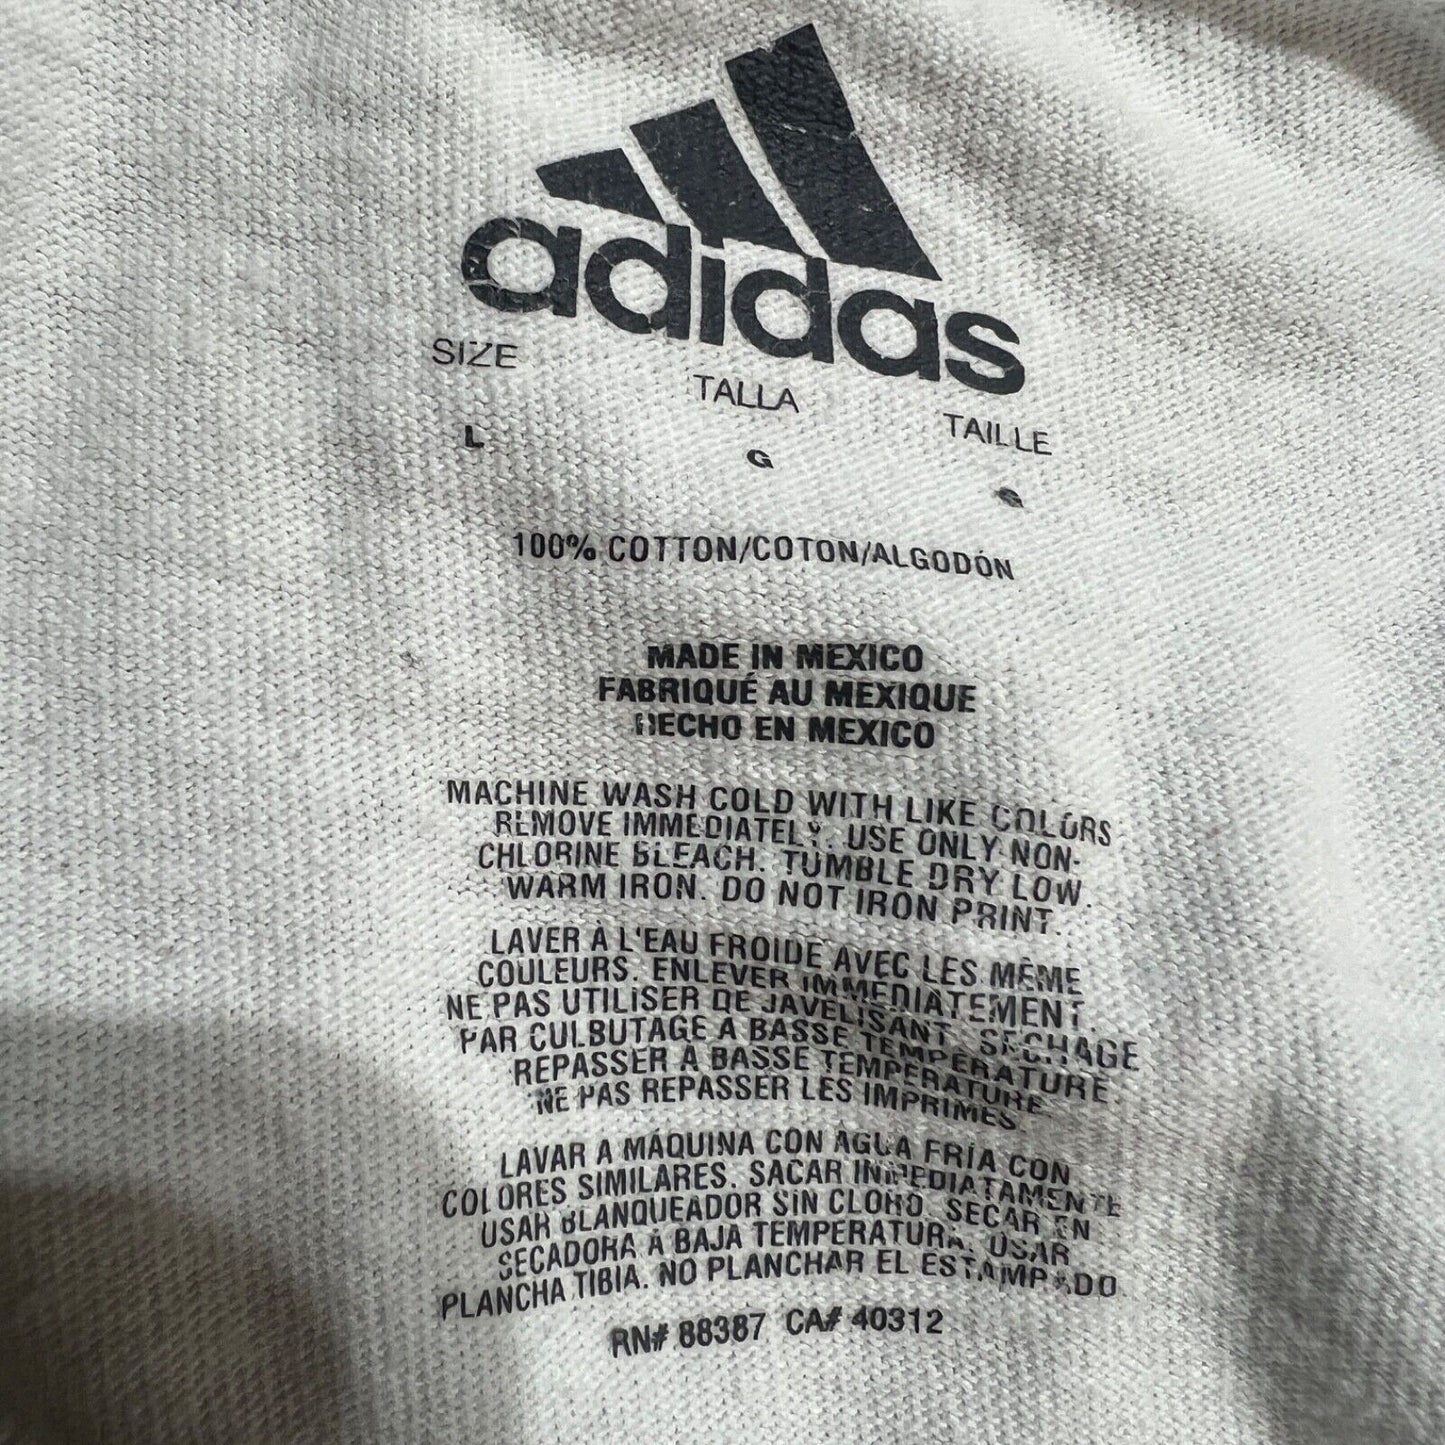 adidas
SIZE TALLA TAILLE
L G G
100% COTTON/COTON/ALGODÓN
MADE IN MEXICO
FABRIQUÉ AU MEXIQUE
HECHO EN MEXICO
MACHINE WASH COLD WITH LIKE COLORS
REMOVE IMMEDIATELY. USE ONLY NON-
CHLORINE BLEACH. TUMBLE DRY LOW.
WARM IRON. DO NOT IRON PRINT.
LAVER À L'EAU FROIDE AVEC LES MÊME
COULEURS. ENLEVER IMMEDIATEMENT.
NE PAS UTILISER DE JAVELISANT. SECHAGE
PAR CULBUTAGE A BASSE TEMPÉRATURE.
REPASSER A BASSE TEMPERATURE
NE PAS REPASSER LES IMPRIMES.
LAVAR A MÁQUINA CON AGUA FRÍA CON
COLORES SIMILARES. SACAR INMEDIATAMENTE
USAR BLANQUEADOR SIN CLORO. SECAR EN
SECADORA A BAJA TEMPERATURA. USAR
PLANCHA TIBIA. NO PLANCHAR EL ESTAMPADO
RN# 88387 CA# 40312